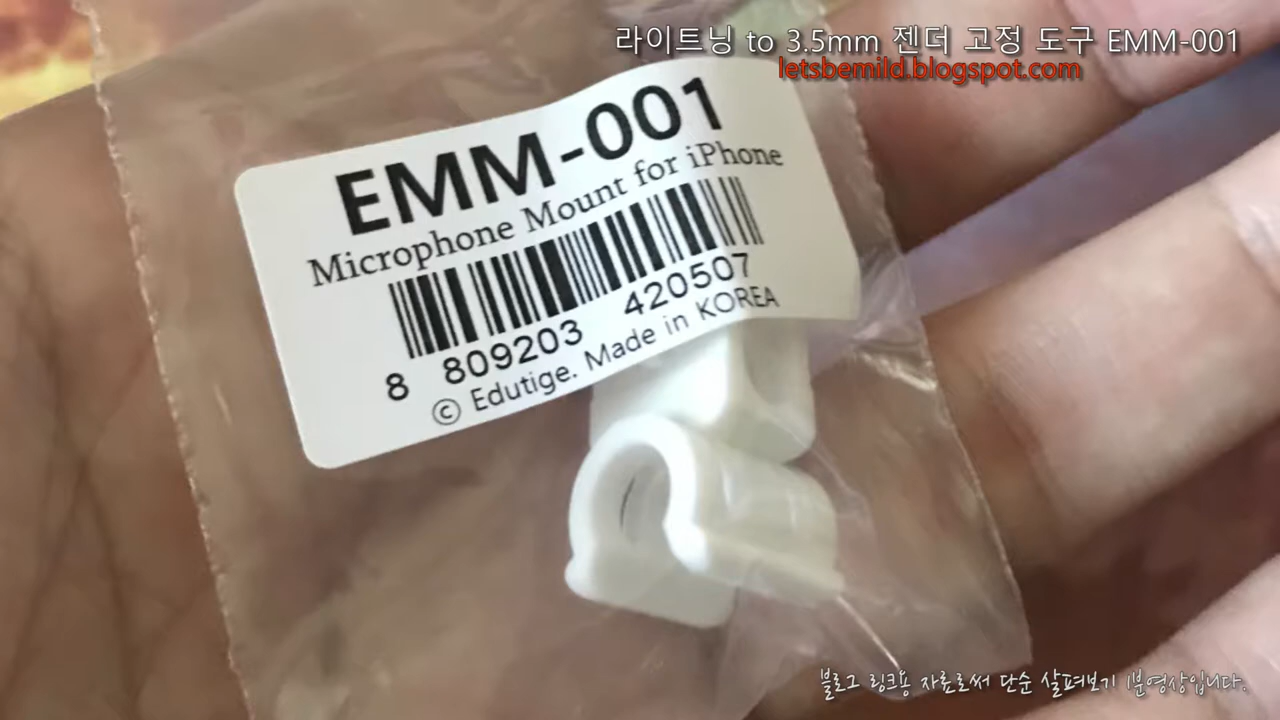 라이트닝 to 3.5mm 젠더 고정 도구 EMM-001
letsbemild.blogspot.com
EMM-001
Microphone Mount for iPhone
8 809203 420507
© Edutige. Made in KOREA
블로그 링크용 자료로써 단순 살펴보기 1분영상입니다.